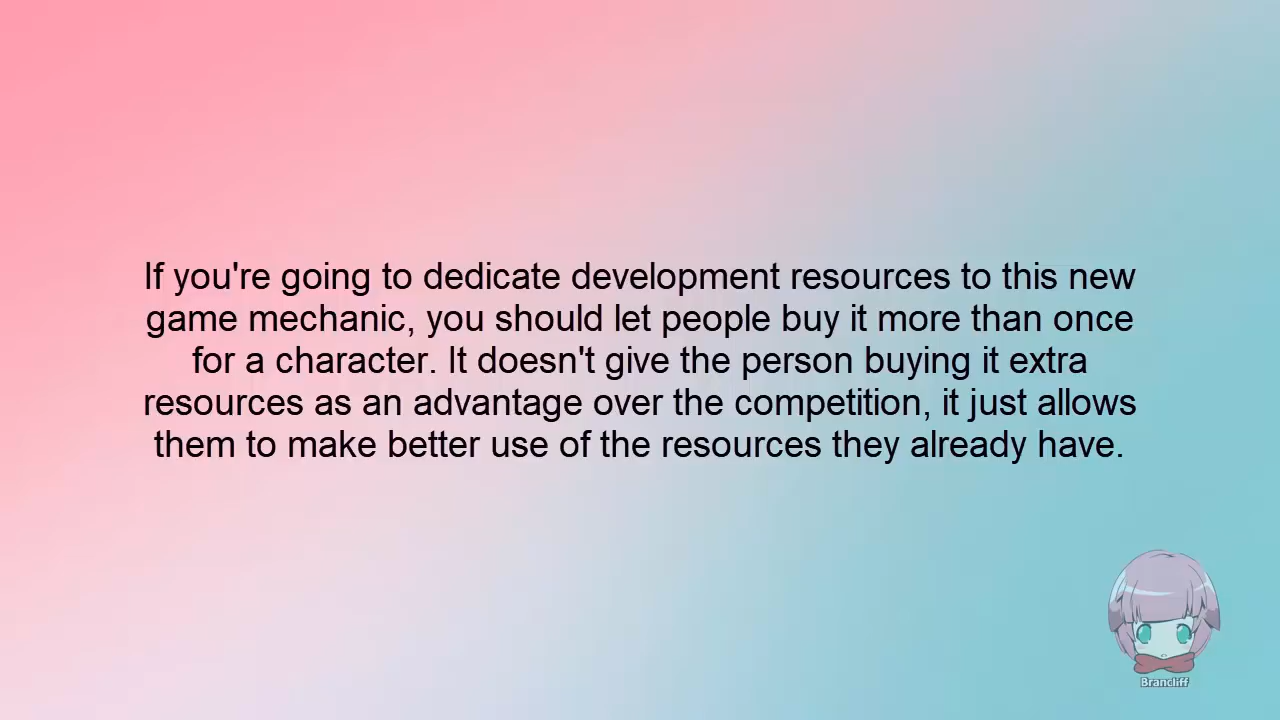 If you're going to dedicate development resources to this new
game mechanic, you should let people buy it more than once
for a character. It doesn't give the person buying it extra
resources as an advantage over the competition, it just allows
them to make better use of the resources they already have.
Brancliff